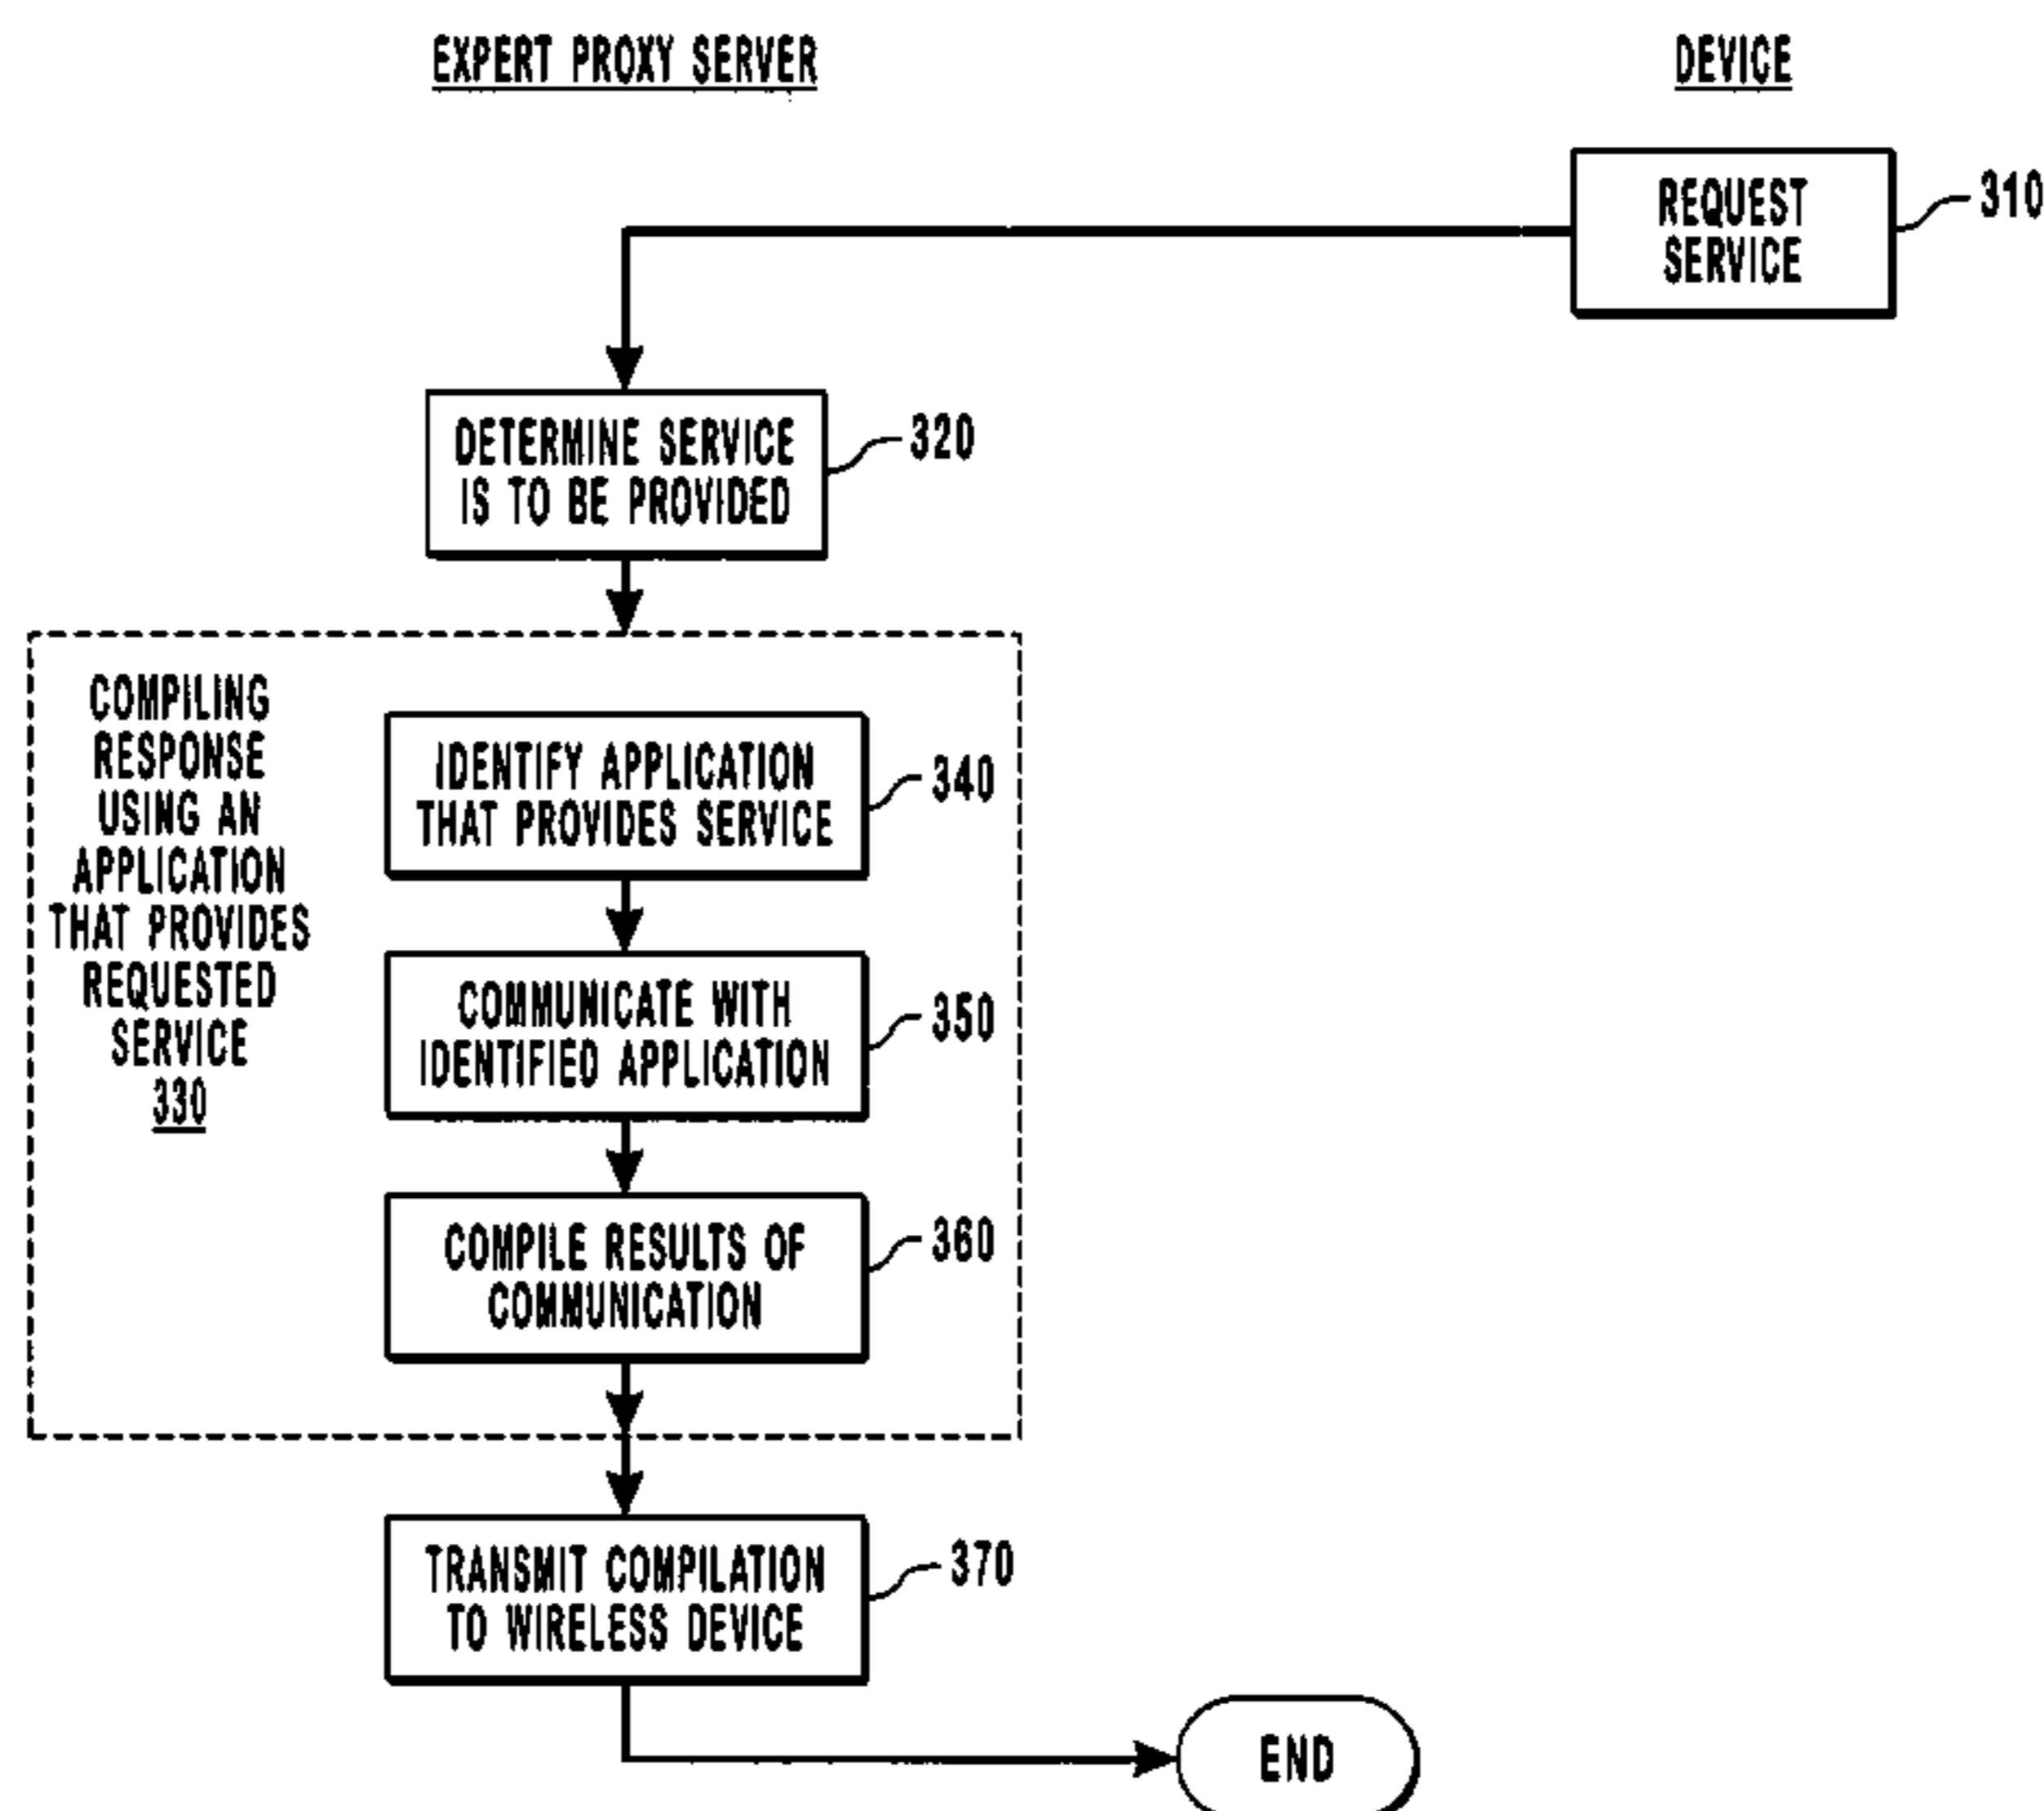 EXPERT PROXY SERVER
DEVICE
REQUEST
SERVICE
310
DETERMINE SERVICE
IS TO BE PROVIDED
320
COMPILING
RESPONSE
USING AN
APPLICATION
THAT PROVIDES
REQUESTED
SERVICE
330
IDENTIFY APPLICATION
THAT PROVIDES SERVICE
340
COMMUNICATE WITH
IDENTIFIED APPLICATION
350
COMPILE RESULTS OF
COMMUNICATION
360
TRANSMIT COMPILATION
TO WIRELESS DEVICE
370
END